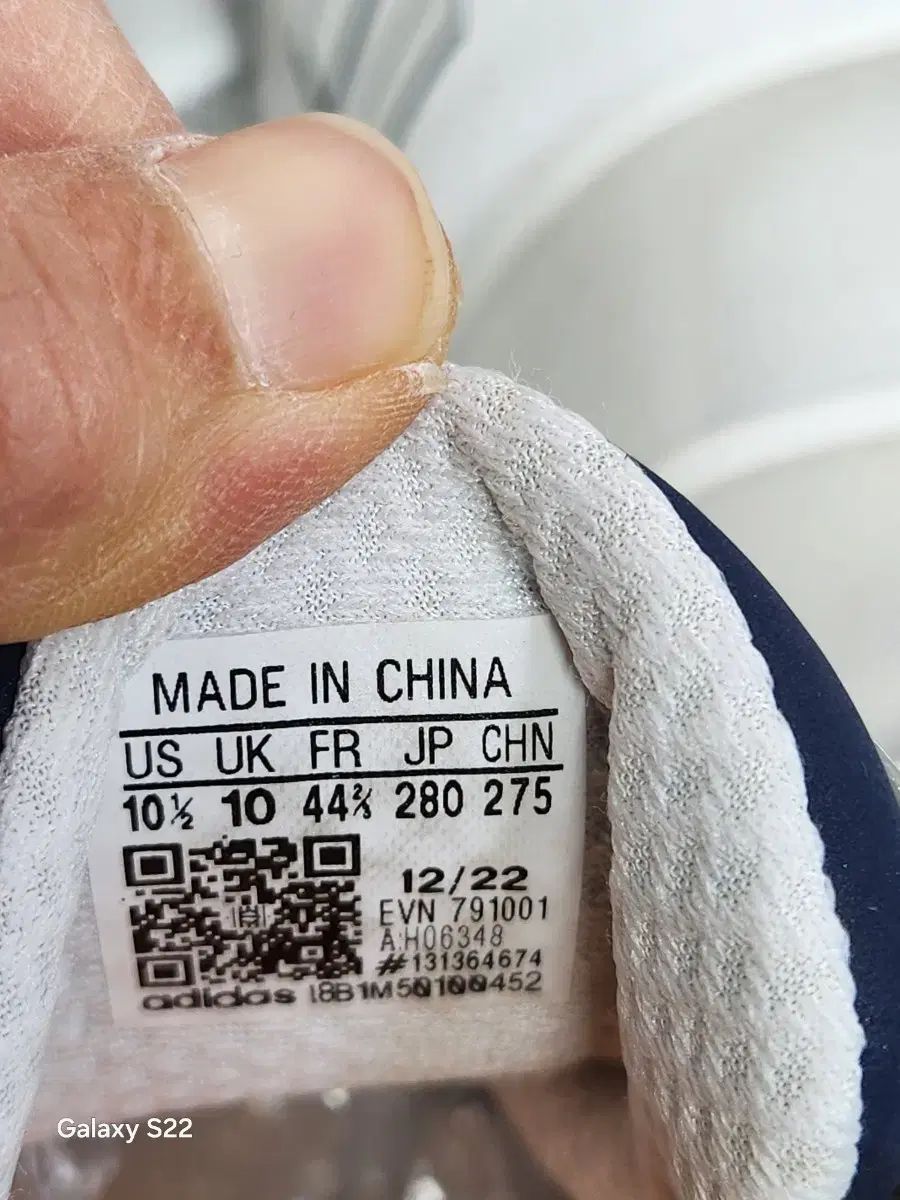 MADE IN CHINA
US UK FR JP CHN
10½ 10 44⅔ 280 275
12/22
EVN 791001
A:H06348
#131364674
adidas I8B1M50100452
Galaxy S22